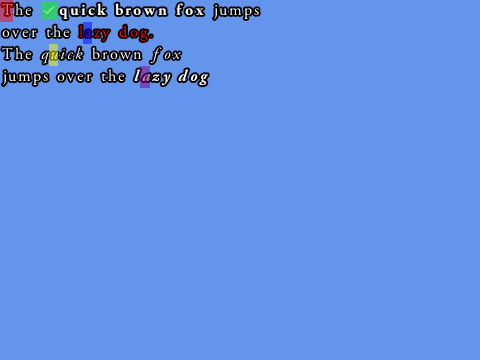 The ✓quick brown fox jumps
over the lazy dog.
The quick brown fox
jumps over the lazy dog